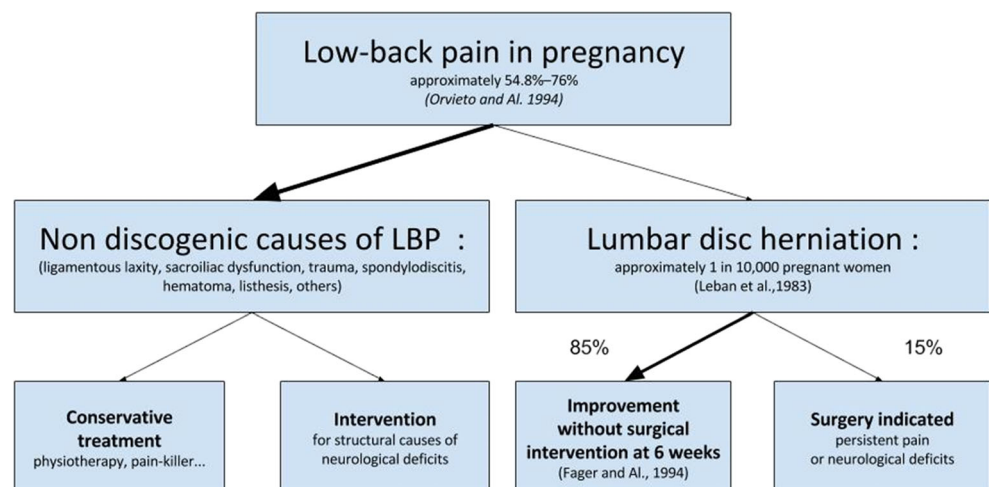 Low-back pain in pregnancy
approximately 54.8%–76%
(Orvieto and Al. 1994)
Non discogenic causes of LBP :
(ligamentous laxity, sacroiliac dysfunction, trauma, spondylodiscitis,
hematoma, listhesis, others)
Lumbar disc herniation :
approximately 1 in 10,000 pregnant women
(Leban et al.,1983)
85%
15%
Conservative
treatment
physiotherapy, pain-killer...
Intervention
for structural causes of
neurological deficits
Improvement
without surgical
intervention at 6 weeks
(Fager and Al., 1994)
Surgery indicated
persistent pain
or neurological deficits